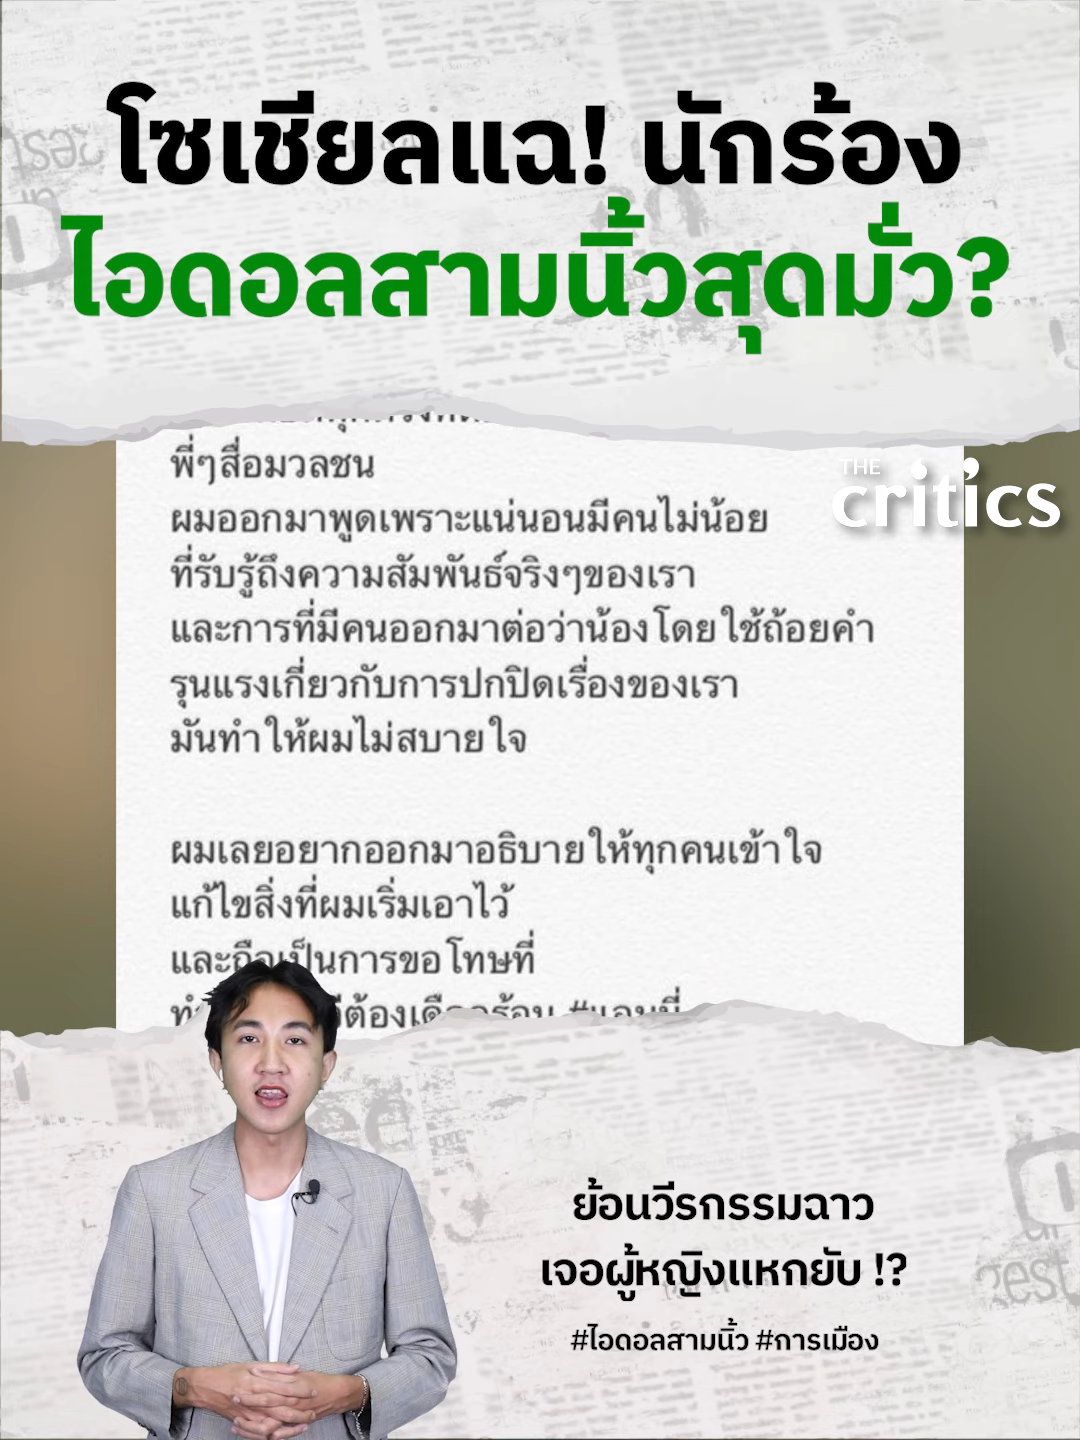 โซเชียลแฉ! นักร้อง
ไอดอลสามนิ้วสุดมั่ว?
THE
critics
พี่ๆสื่อมวลชน
ผมออกมาพูดเพราะแน่นอนมีคนไม่น้อย
ที่รับรู้ถึงความสัมพันธ์จริงๆของเรา
และการที่มีคนออกมาต่อว่าน้องโดยใช้ถ้อยคำ
รุนแรงเกี่ยวกับการปกปิดเรื่องของเรา
มันทำให้ผมไม่สบายใจ
ผมเลยอยากออกมาอธิบายให้ทุกคนเข้าใจ
แก้ไขสิ่งที่ผมเริ่มเอาไว้
และถือเป็นการขอโทษที่
ต้องเดือดร้อน
ย้อนวีรกรรมฉาว
เจอผู้หญิงแหกยับ !?
#ไอดอลสามนิ้ว #การเมือง